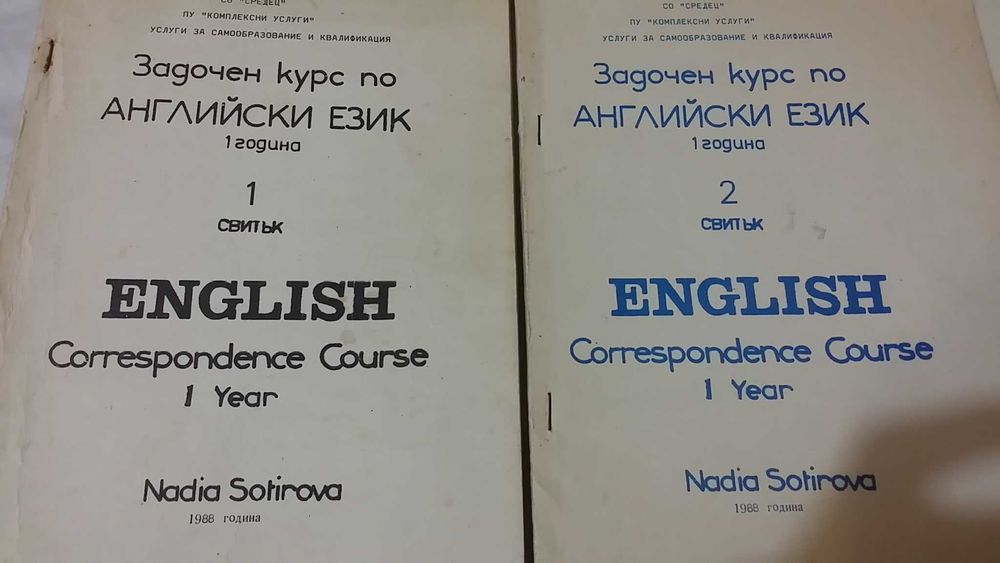 СО "СРЕДЕЦ"
ПУ "КОМПЛЕКСНИ УСЛУГИ"
УСЛУГИ ЗА САМООБРАЗОВАНИЕ И КВАЛИФИКАЦИЯ
Задочен курс по
АНГЛИЙСКИ ЕЗИК
1 година
1
СВИТЪК
ENGLISH
Correspondence Course
1 Year
Nadia Sotirova
1988 година
СО "СРЕДЕЦ"
ПУ "КОМПЛЕКСНИ УСЛУГИ"
УСЛУГИ ЗА САМООБРАЗОВАНИЕ И КВАЛИФИКАЦИЯ
Задочен курс по
АНГЛИЙСКИ ЕЗИК
1 година
2
СВИТЪК
ENGLISH
Correspondence Course
1 Year
Nadia Sotirova
1988 година